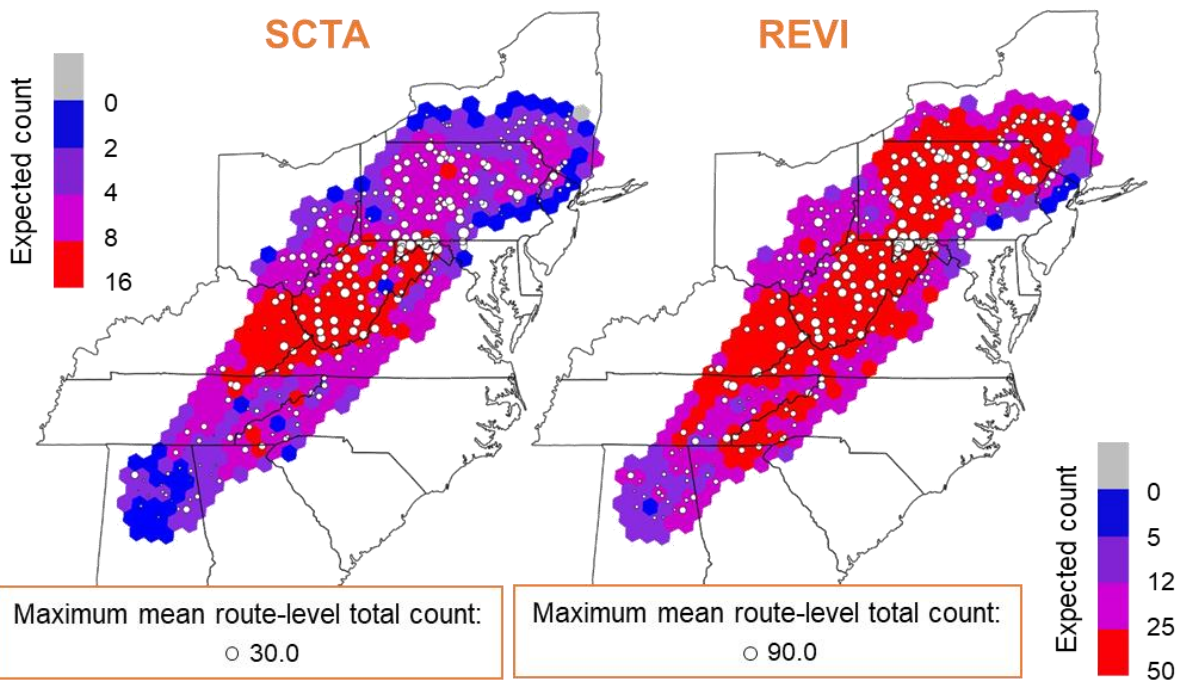 SCTA
REVI
Expected count
0
2
4
8
16
Expected count
0
5
12
25
50
Maximum mean route-level total count:
30.0
Maximum mean route-level total count:
90.0